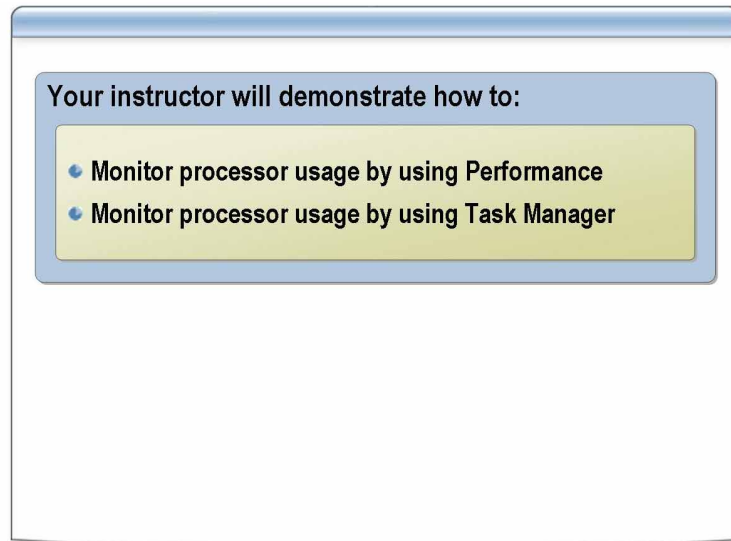 Your instructor will demonstrate how to:
Monitor processor usage by using Performance
Monitor processor usage by using Task Manager